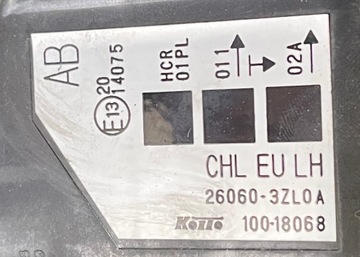 AB
E13
20
14075
HCR
01PL
011
02A
CHL EU LH
26060-3ZL0A
KOITO 100-18068